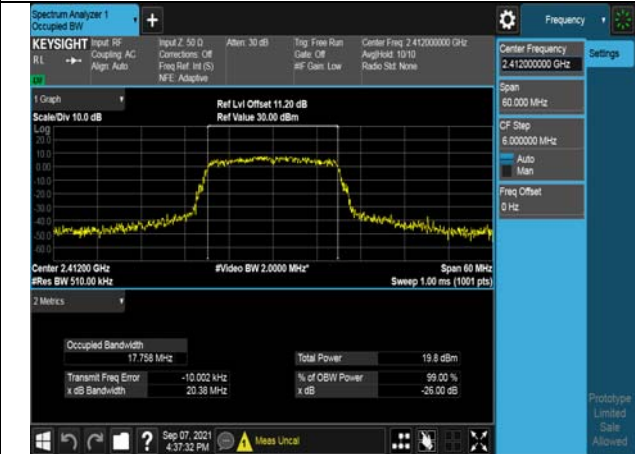 Spectrum Analyzer 1
Occupied BW
+
Frequency
KEYSIGHT
RL
Input: RF
Coupling: AC
Align: Auto
Input Z: 50 Ω
Corrections: Off
Freq Ref: Int (S)
NFE: Adaptive
Atten: 30 dB
Trig: Free Run
Gate: Off
#IF Gain: Low
Center Freq: 2.412000000 GHz
Avg|Hold: 10/10
Radio Std: None
Center Frequency
2.412000000 GHz
Settings
Span
60.000 MHz
CF Step
6.000000 MHz
Auto
Man
Freq Offset
0 Hz
1 Graph
Scale/Div 10.0 dB
Ref Lvl Offset 11.20 dB
Ref Value 30.00 dBm
Log
20.0
10.0
0.00
-10.0
-20.0
-30.0
-40.0
-50.0
-60.0
Center 2.41200 GHz
#Video BW 2.0000 MHz*
Span 60 MHz
#Res BW 510.00 kHz
Sweep 1.00 ms (1001 pts)
2 Metrics
Occupied Bandwidth
17.758 MHz
Total Power 19.8 dBm
Transmit Freq Error -10.002 kHz
% of OBW Power 99.00 %
x dB Bandwidth 20.38 MHz
x dB -26.00 dB
Prototype
Limited
Sale
Allowed
?
Sep 07, 2021
4:37:32 PM
Meas Uncal